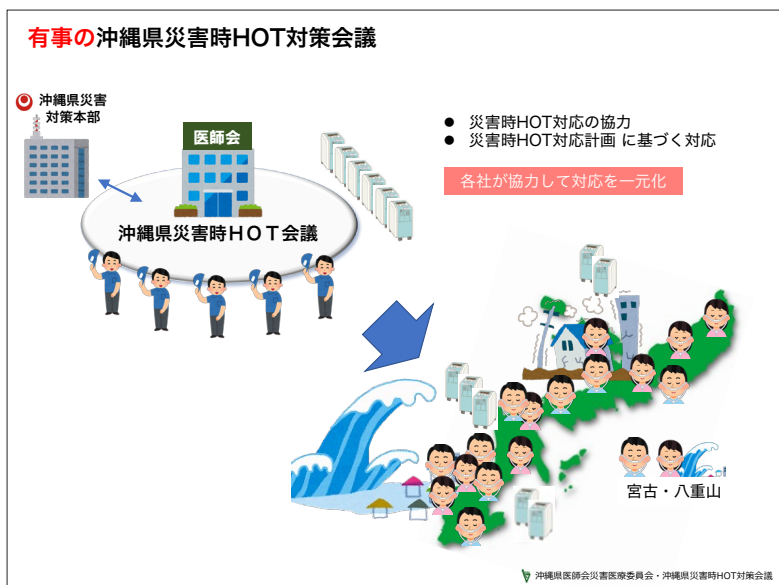 有事の沖縄県災害時HOT対策会議
沖縄県災害
対策本部
医師会
沖縄県災害時HOT会議
● 災害時HOT対応の協力
● 災害時HOT対応計画 に基づく対応
各社が協力して対応を一元化
宮古・八重山
沖縄県医師会災害医療委員会・沖縄県災害時HOT対策会議